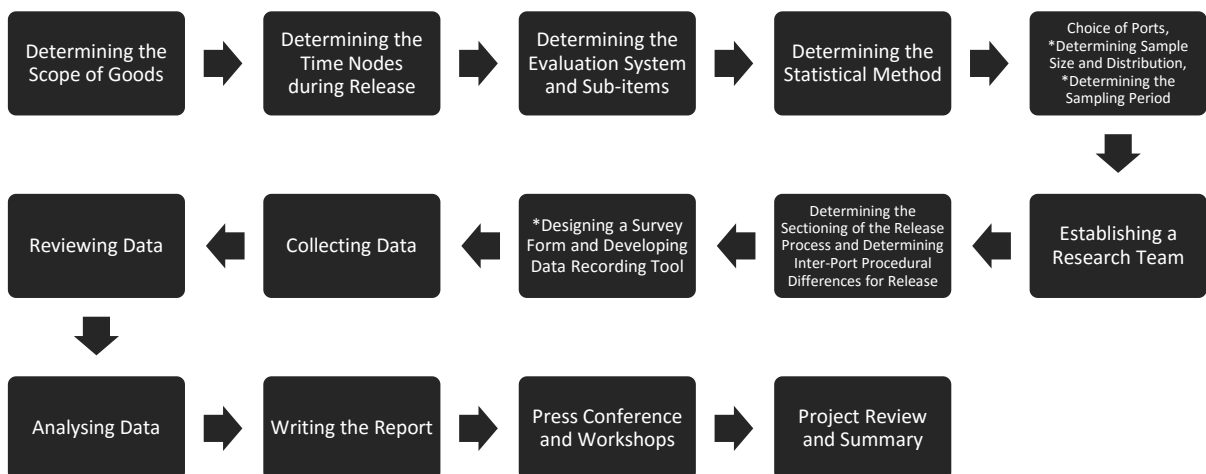 Determining the
Scope of Goods
Determining the
Time Nodes
during Release
Determining the
Evaluation System
and Sub-items
Determining the
Statistical Method
Choice of Ports,
*Determining Sample
Size and Distribution,
*Determining the
Sampling Period
Establishing a
Research Team
Determining the
Sectioning of the Release
Process and Determining
Inter-Port Procedural
Differences for Release
*Designing a Survey
Form and Developing
Data Recording Tool
Collecting Data
Reviewing Data
Analysing Data
Writing the Report
Press Conference
and Workshops
Project Review
and Summary